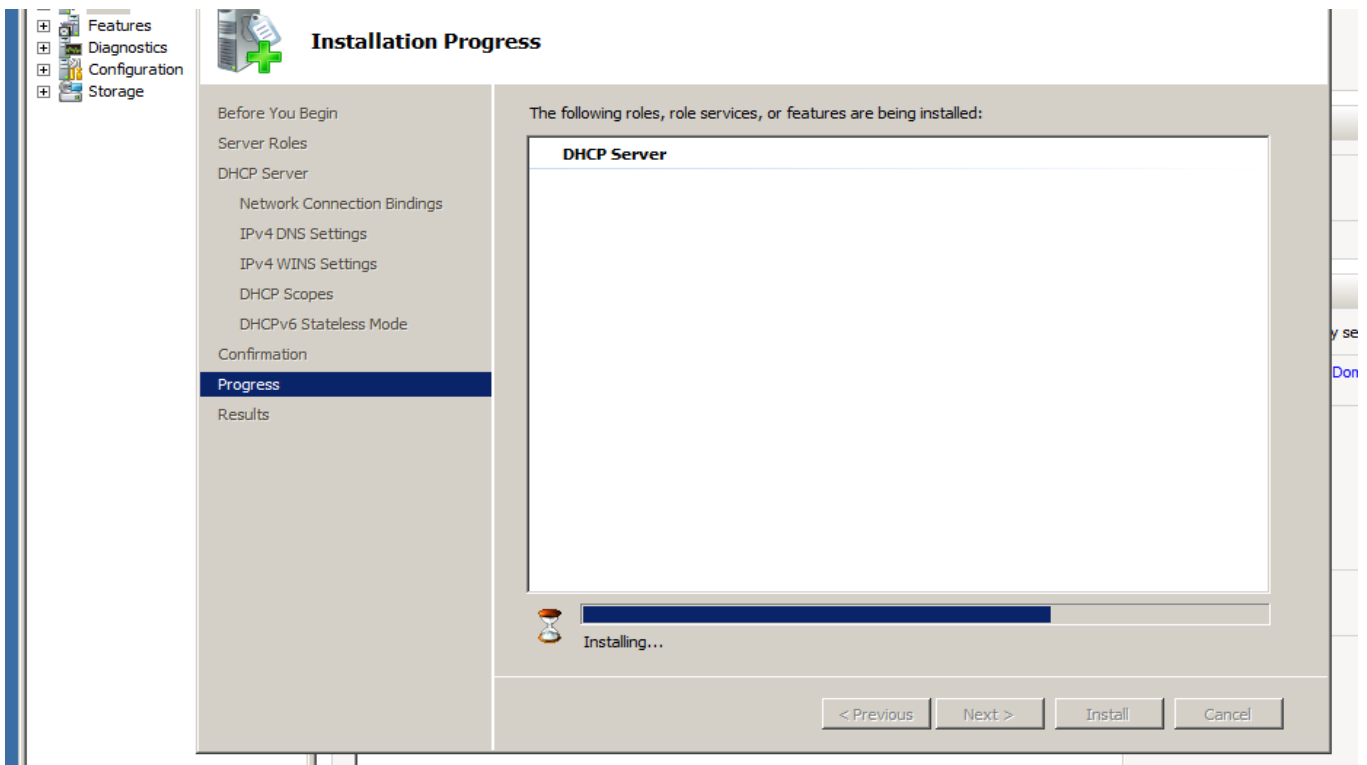 Features
Diagnostics
Configuration
Storage
Installation Progress
Before You Begin
Server Roles
DHCP Server
Network Connection Bindings
IPv4 DNS Settings
IPv4 WINS Settings
DHCP Scopes
DHCPv6 Stateless Mode
Confirmation
Progress
Results
The following roles, role services, or features are being installed:
DHCP Server
Installing...
< Previous
Next >
Install
Cancel
y se
Dom